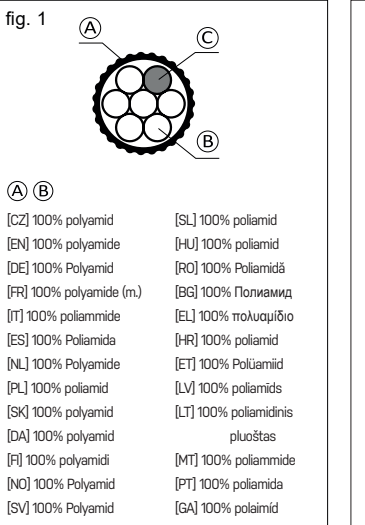 fig. 1
A
C
B
A B
[CZ] 100% polyamid
[EN] 100% polyamide
[DE] 100% Polyamid
[FR] 100% polyamide (m.)
[IT] 100% poliammide
[ES] 100% Poliamida
[NL] 100% Polyamide
[PL] 100% poliamid
[SK] 100% polyamid
[DA] 100% polyamid
[FI] 100% polyamidi
[NO] 100% Polyamid
[SV] 100% Polyamid
[SL] 100% poliamid
[HU] 100% poliamid
[RO] 100% Poliamidă
[BG] 100% Полиамид
[EL] 100% πολυαμίδιο
[HR] 100% poliamid
[ET] 100% Polüamiid
[LV] 100% poliamīds
[LT] 100% poliamidinis
pluoštas
[MT] 100% poliammide
[PT] 100% poliamida
[GA] 100% polaimíd